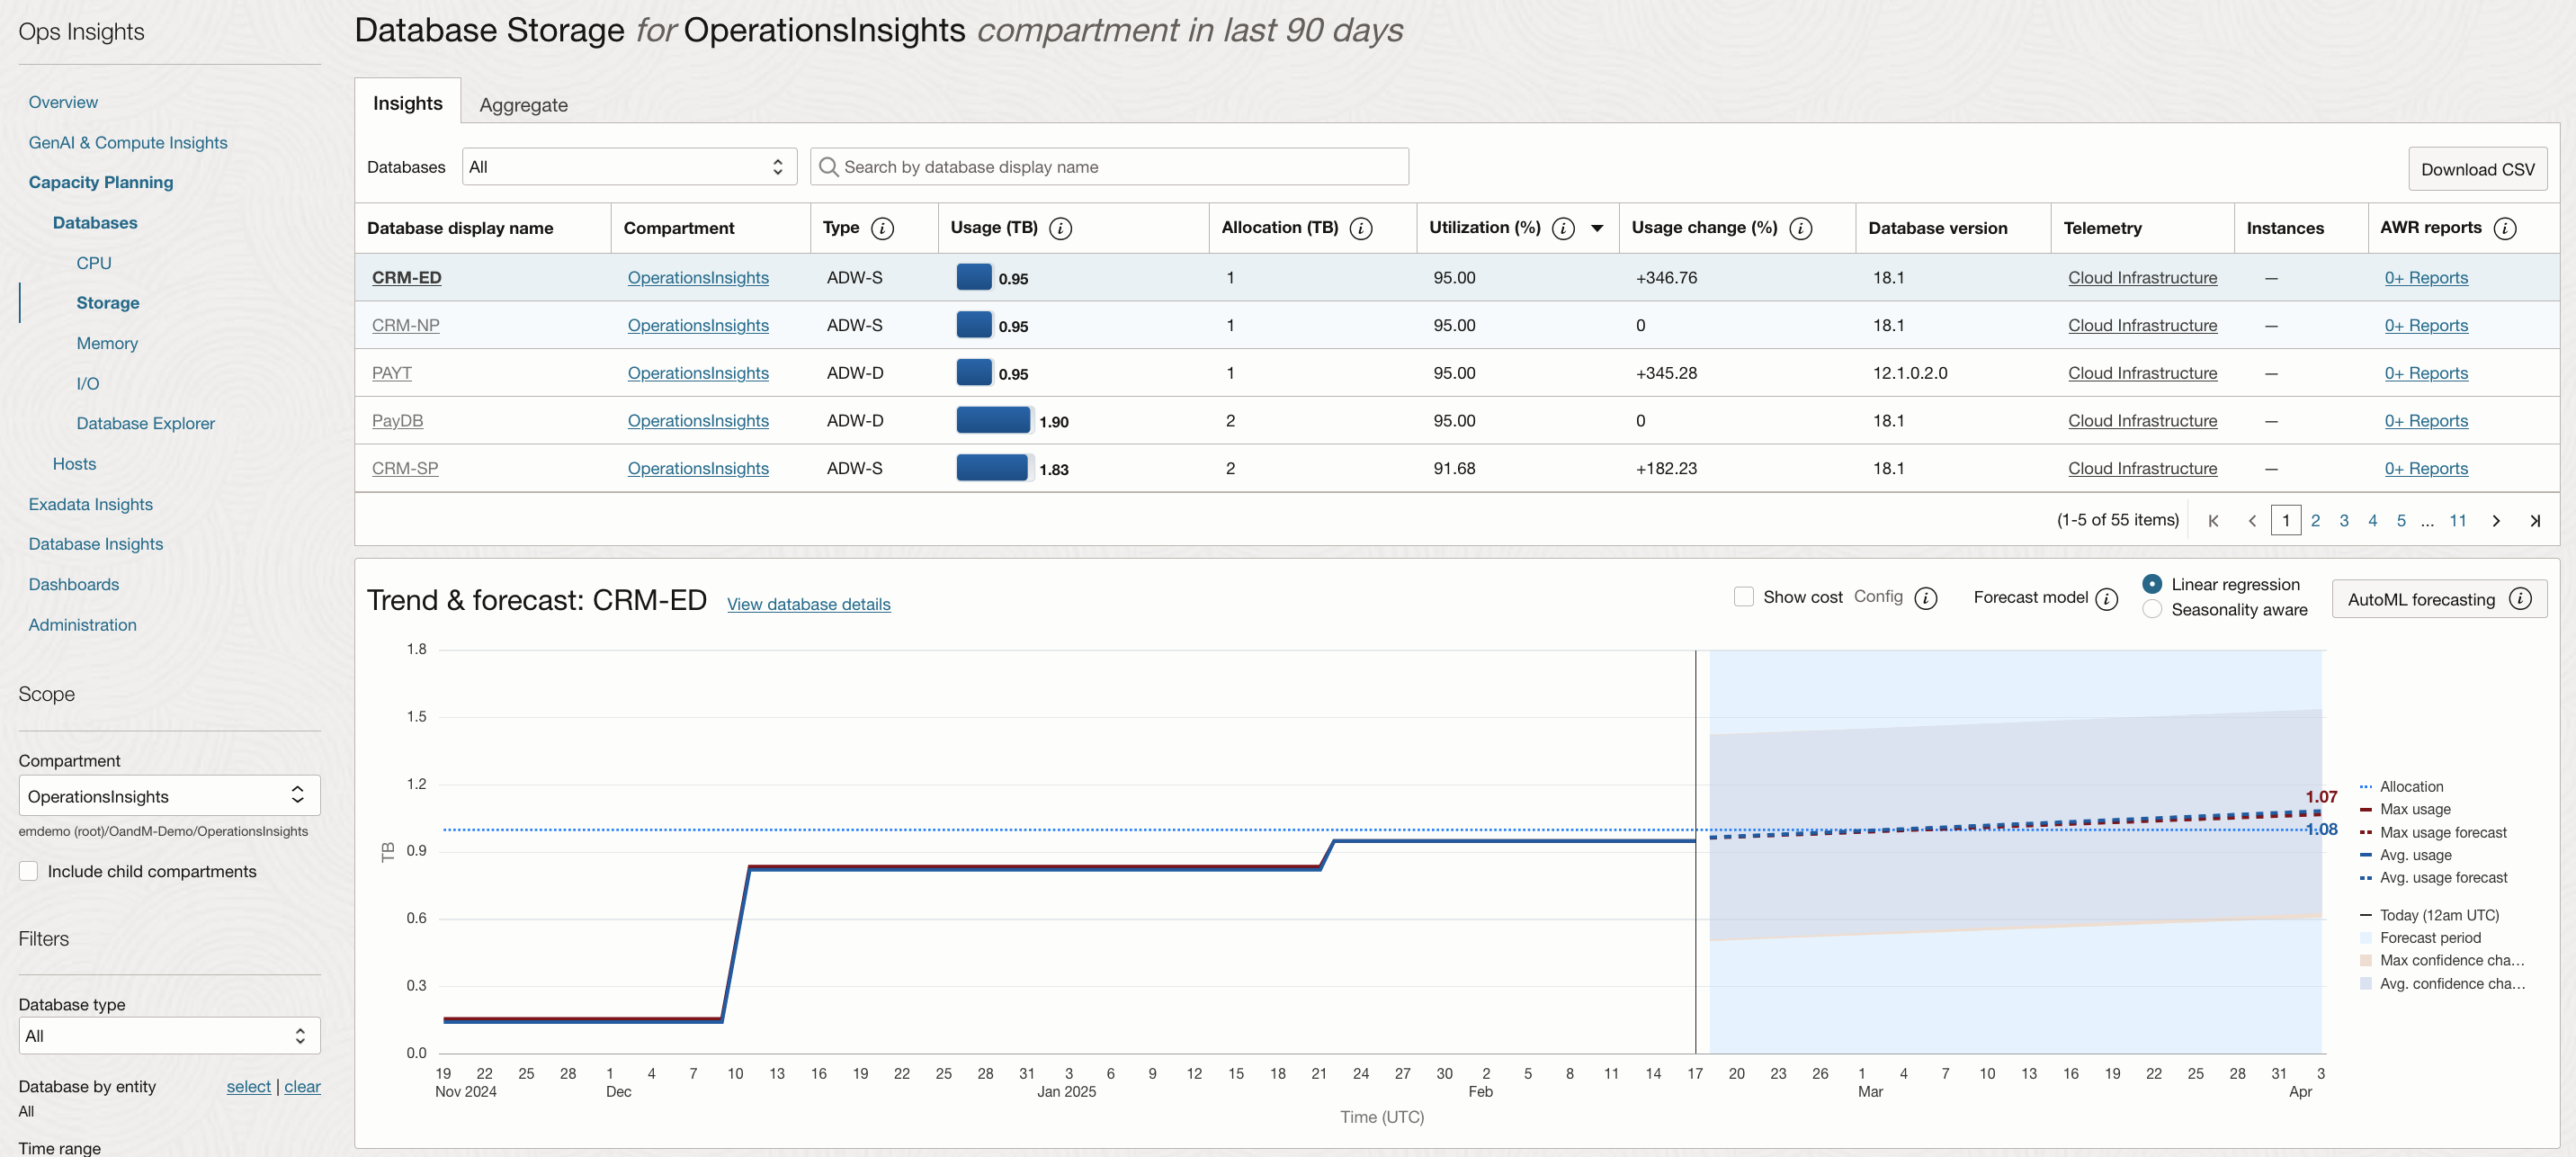 Ops Insights
Overview
GenAI & Compute Insights
Capacity Planning
Databases
CPU
Storage
Memory
I/O
Database Explorer
Hosts
Exadata Insights
Database Insights
Dashboards
Administration
Scope
Compartment
OperationsInsights
emdemo (root)/OandM-Demo/OperationsInsights
Include child compartments
Filters
Database type
All
Database by entity select | clear
All
Time range
Database Storage for OperationsInsights compartment in last 90 days
Insights Aggregate
Databases All Search by database display name Download CSV
Database display name Compartment Type i Usage (TB) i Allocation (TB) i Utilization (%) i Usage change (%) i Database version Telemetry Instances AWR reports i
CRM-ED OperationsInsights ADW-S 0.95 1 95.00 +346.76 18.1 Cloud Infrastructure — 0+ Reports
CRM-NP OperationsInsights ADW-S 0.95 1 95.00 0 18.1 Cloud Infrastructure — 0+ Reports
PAYT OperationsInsights ADW-D 0.95 1 95.00 +345.28 12.1.0.2.0 Cloud Infrastructure — 0+ Reports
PayDB OperationsInsights ADW-D 1.90 2 95.00 0 18.1 Cloud Infrastructure — 0+ Reports
CRM-SP OperationsInsights ADW-S 1.83 2 91.68 +182.23 18.1 Cloud Infrastructure — 0+ Reports
(1-5 of 55 items) 1 2 3 4 5 ... 11
Trend & forecast: CRM-ED View database details Show cost Config i Forecast model i
Linear regression
Seasonality aware
AutoML forecasting i
1.8
1.5
1.2
0.9
0.6
0.3
0.0
TB
1.07
1.08
19 22 25 28 1 4 7 10 13 16 19 22 25 28 31 3 6 9 12 15 18 21 24 27 30 2 5 8 11 14 17 20 23 26 1 4 7 10 13 16 19 22 25 28 31 3
Nov 2024 Dec Jan 2025 Feb Mar Apr
Time (UTC)
Allocation
Max usage
Max usage forecast
Avg. usage
Avg. usage forecast
Today (12am UTC)
Forecast period
Max confidence cha...
Avg. confidence cha...